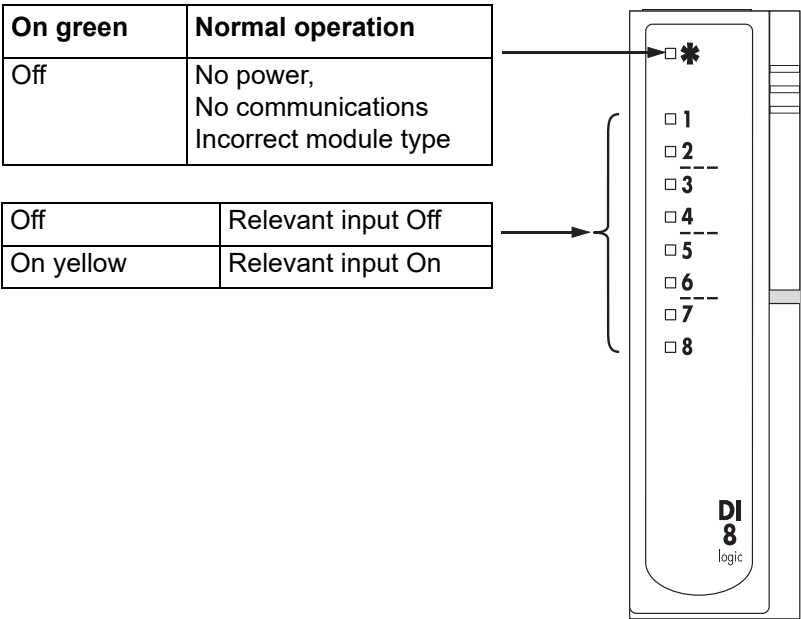 On green Normal operation
Off No power,
No communications
Incorrect module type
Off Relevant input Off
On yellow Relevant input On
✱
1
2
3
4
5
6
7
8
DI
8
logic